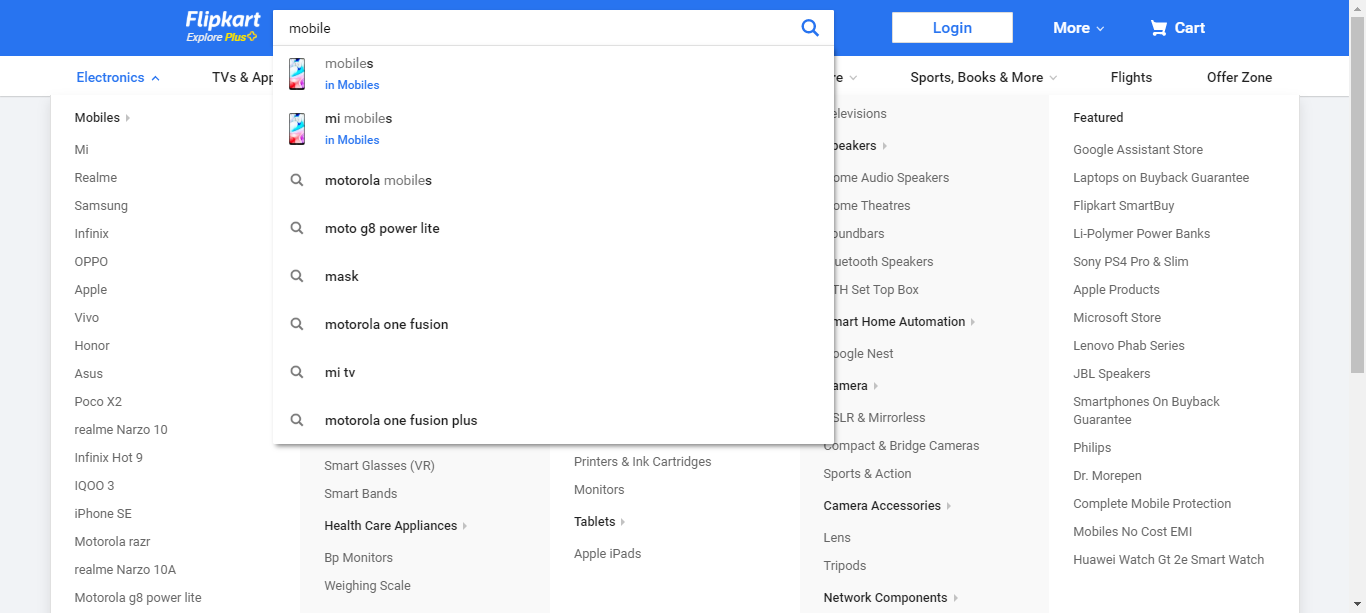 Flipkart
Explore Plus
mobile
Login
More
Cart
Electronics
TVs & App
Sports, Books & More
Flights
Offer Zone
mobiles
in Mobiles
mi mobiles
in Mobiles
motorola mobiles
moto g8 power lite
mask
motorola one fusion
mi tv
motorola one fusion plus
Mobiles
Mi
Realme
Samsung
Infinix
OPPO
Apple
Vivo
Honor
Asus
Poco X2
realme Narzo 10
Infinix Hot 9
IQOO 3
iPhone SE
Motorola razr
realme Narzo 10A
Motorola g8 power lite
Smart Glasses (VR)
Smart Bands
Health Care Appliances
Bp Monitors
Weighing Scale
Printers & Ink Cartridges
Monitors
Tablets
Apple iPads
elevisions
peakers
ome Audio Speakers
ome Theatres
oundbars
uetooth Speakers
TH Set Top Box
mart Home Automation
oogle Nest
amera
SLR & Mirrorless
Compact & Bridge Cameras
Sports & Action
Camera Accessories
Lens
Tripods
Network Components
Featured
Google Assistant Store
Laptops on Buyback Guarantee
Flipkart SmartBuy
Li-Polymer Power Banks
Sony PS4 Pro & Slim
Apple Products
Microsoft Store
Lenovo Phab Series
JBL Speakers
Smartphones On Buyback
Guarantee
Philips
Dr. Morepen
Complete Mobile Protection
Mobiles No Cost EMI
Huawei Watch Gt 2e Smart Watch